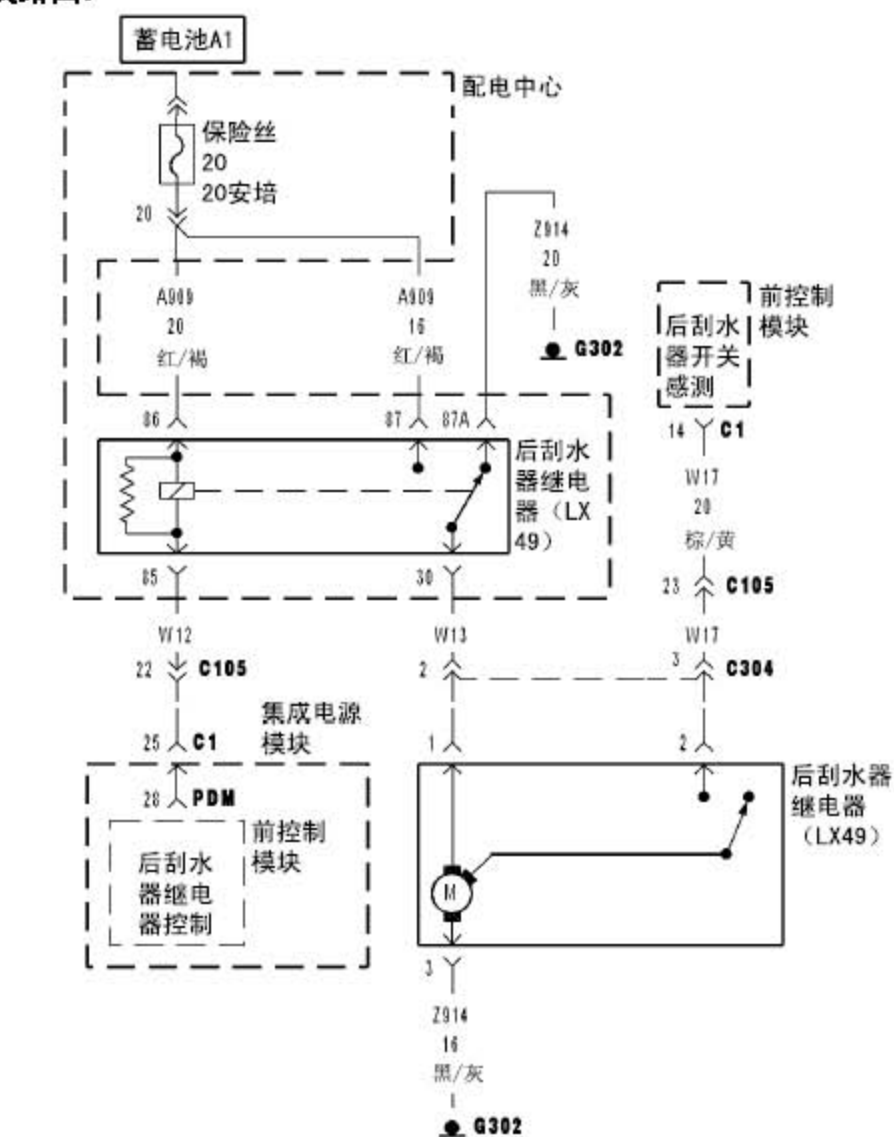 蓄电池A1
配电中心
保险丝
20
20安培
20
Z914
20
黑/灰
G302
A909
20
红/褐
A909
16
红/褐
前控制
模块
后刮水
器开关
感测
86
87
87A
14
C1
后刮水
器继电
器（LX
49）
W17
20
棕/黄
85
30
23
C105
W12
W13
W17
22
C105
2
3
C304
集成电源
模块
25
C1
1
2
28
PDM
前控制
模块
后刮水
器继电
器控制
后刮水器
继电器
（LX49）
M
3
Z914
16
黑/灰
G302